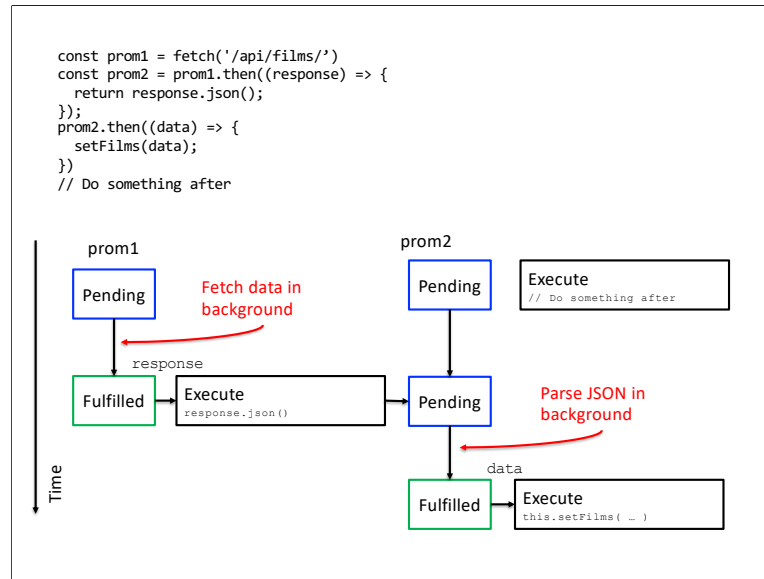 const prom1 = fetch('/api/films/’)
const prom2 = prom1.then((response) => {
  return response.json();
});
prom2.then((data) => {
  setFilms(data);
})
// Do something after
prom1
prom2
Pending
Fetch data in
background
Pending
Execute
// Do something after
response
Fulfilled
Execute
response.json()
Pending
Parse JSON in
background
Time
data
Fulfilled
Execute
this.setFilms( … )